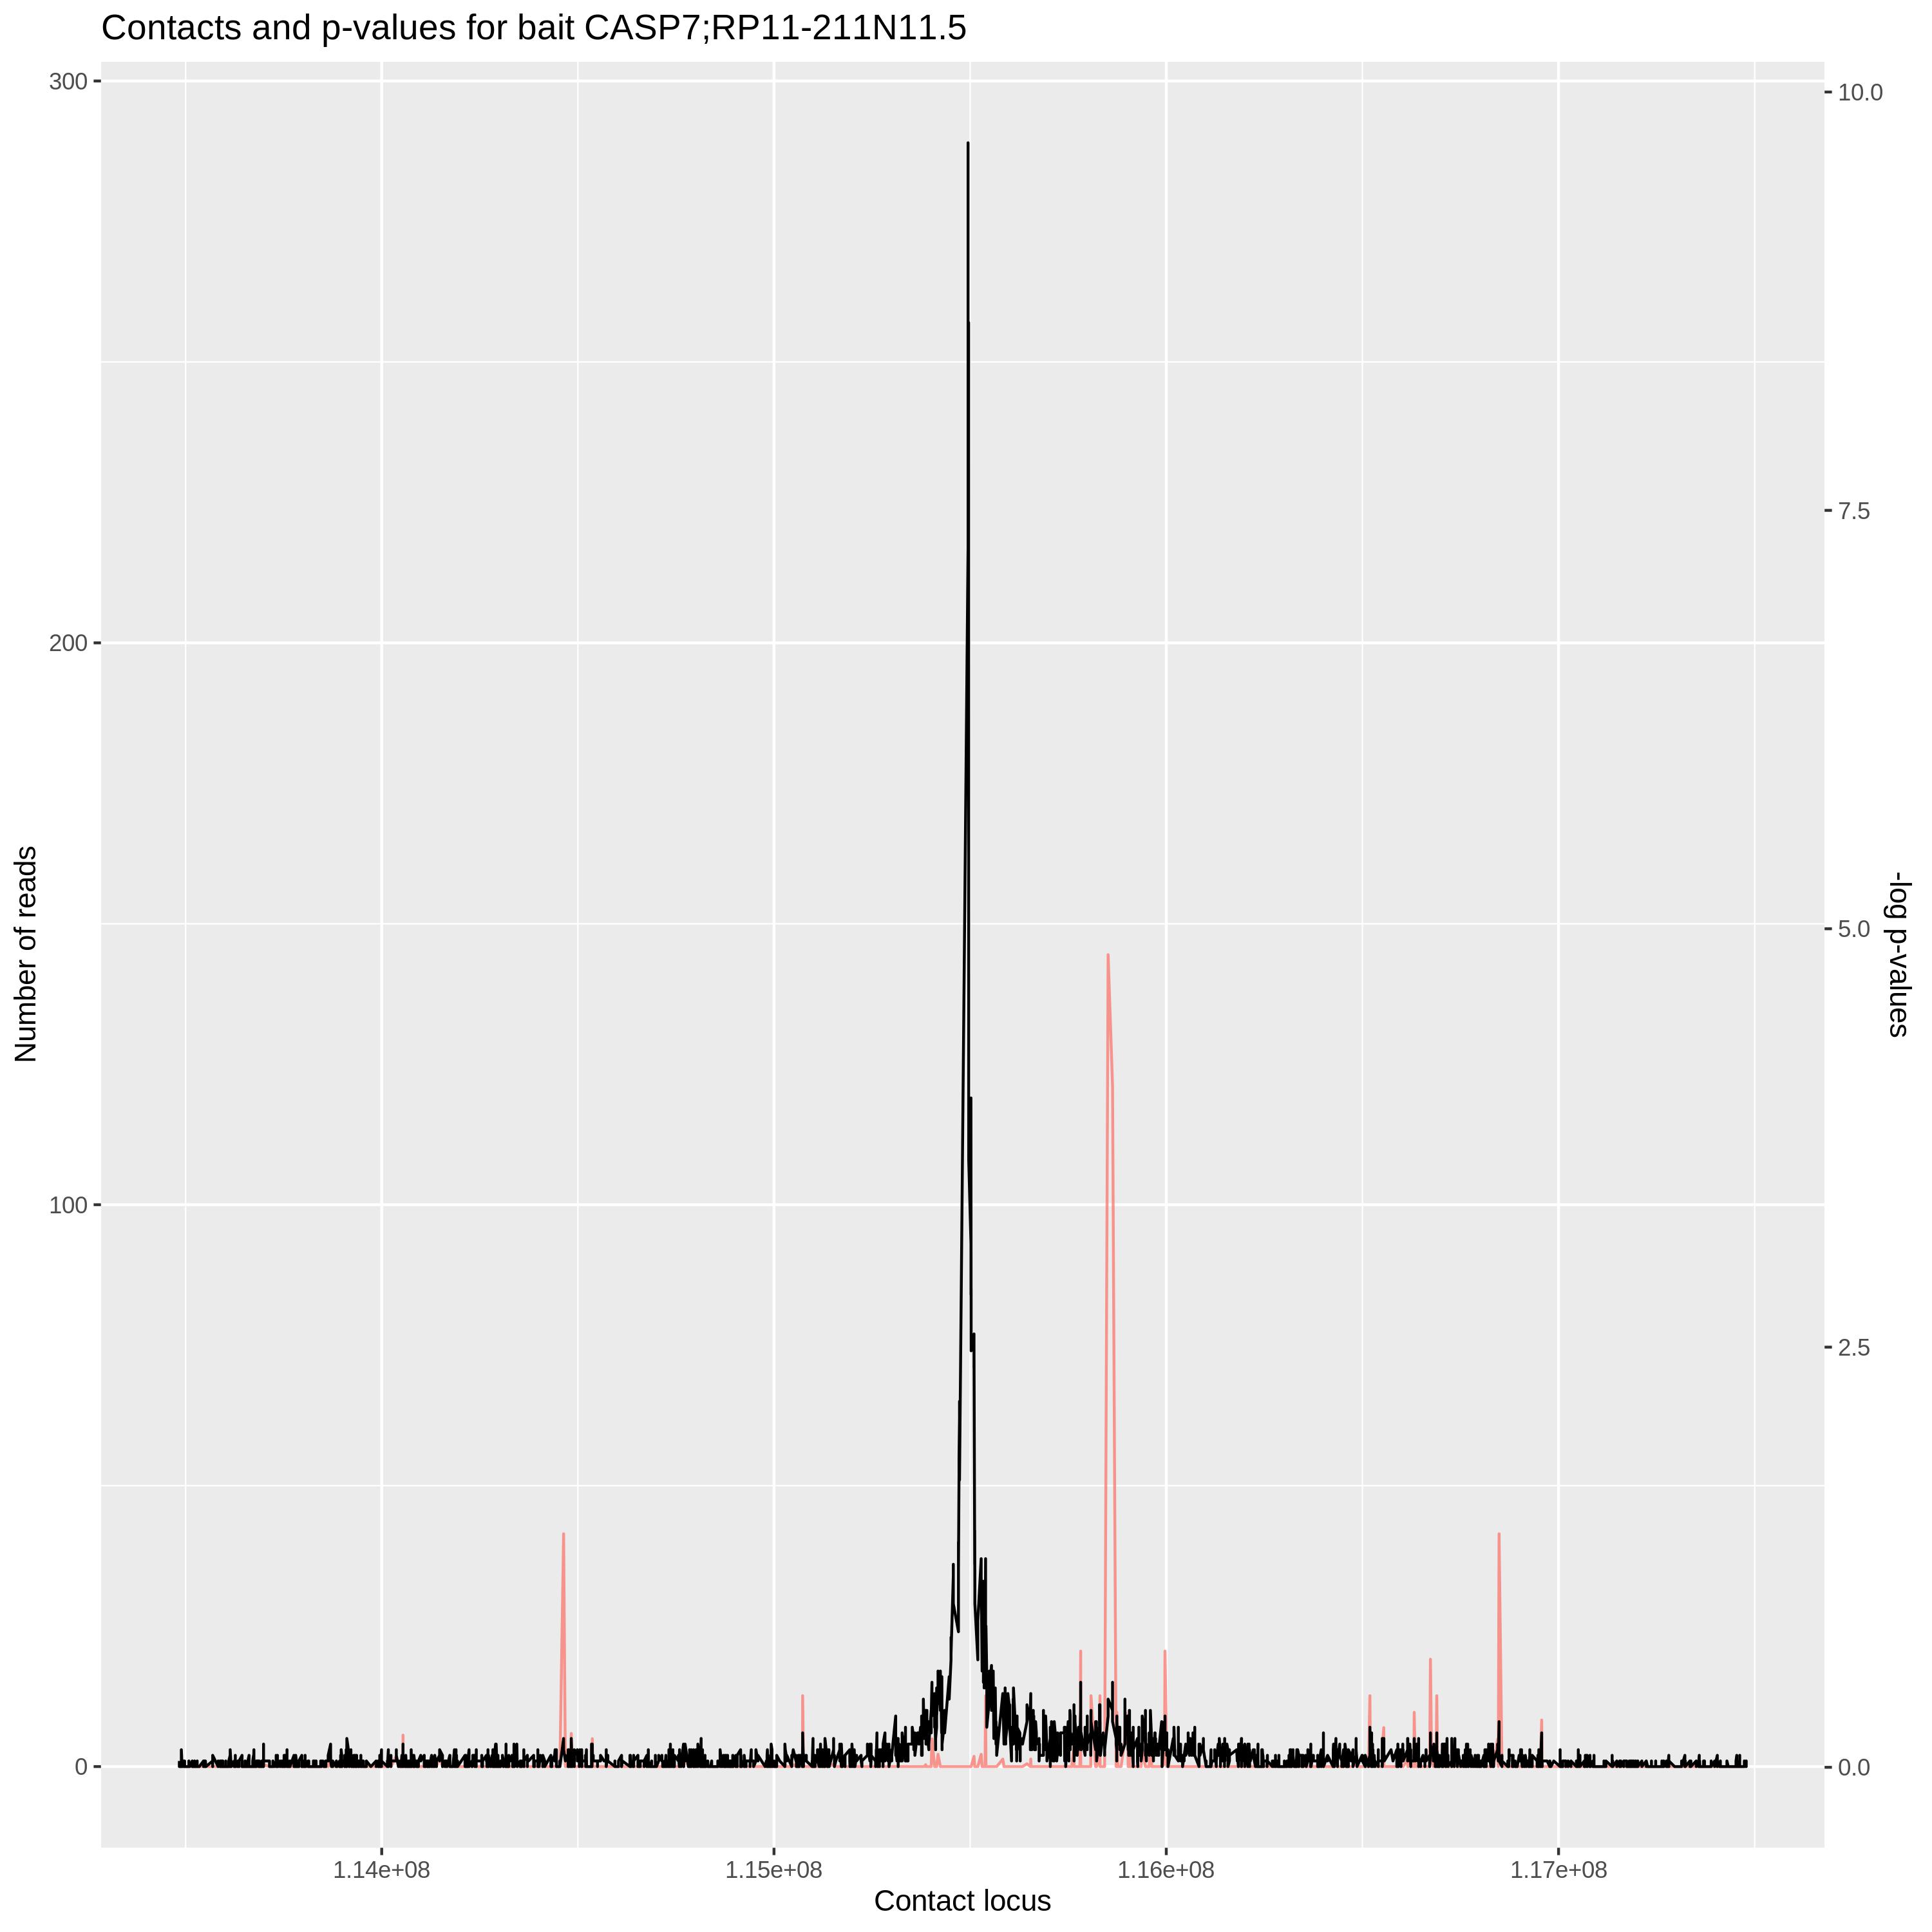 Contacts and p-values for bait CASP7;RP11-211N11.5
300
200
100
0
Number of reads
10.0
7.5
5.0
2.5
0.0
-log p-values
1.14e+08
1.15e+08
1.16e+08
1.17e+08
Contact locus